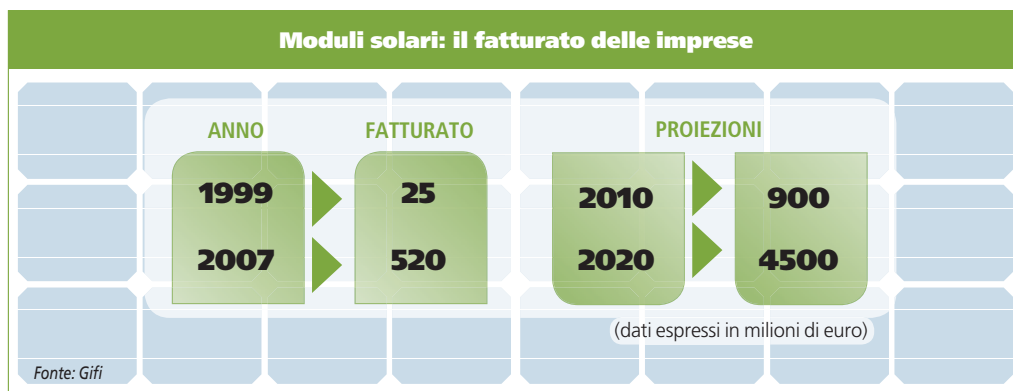 Moduli solari: il fatturato delle imprese
ANNO FATTURATO PROIEZIONI
1999 25 2010 900
2007 520 2020 4500
(dati espressi in milioni di euro)
Fonte: Gifi